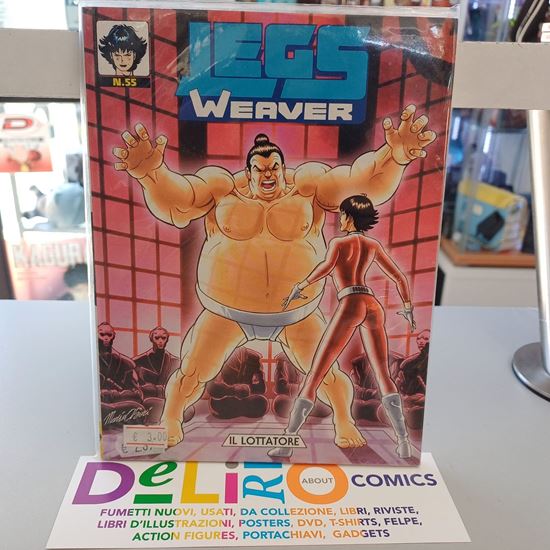 N.55
LEGS
WEAVER
IL LOTTATORE
€ 3.00
DELIRIO
ABOUT
COMICS
FUMETTI NUOVI, USATI, DA COLLEZIONE, LIBRI, RIVISTE,
LIBRI D'ILLUSTRAZIONI, POSTERS, DVD, T-SHIRTS, FELPE,
ACTION FIGURES, PORTACHIAVI, GADGETS